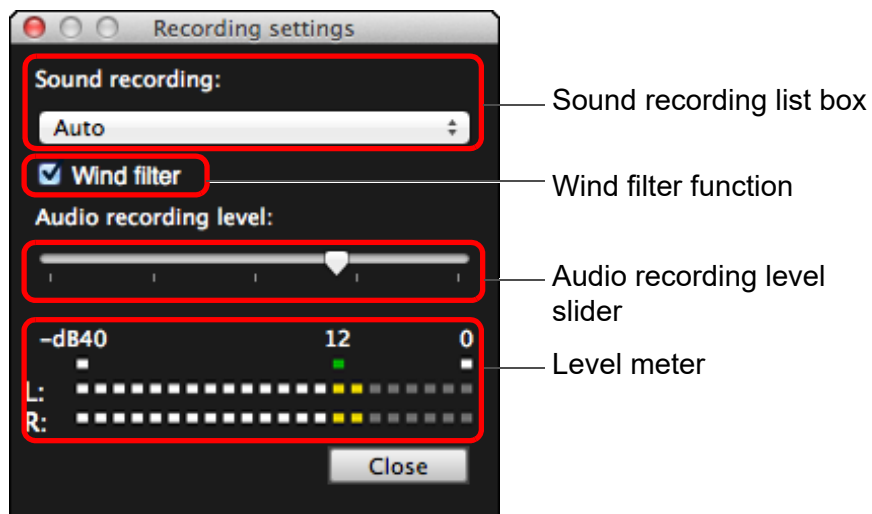 Recording settings
Sound recording:
Auto
Sound recording list box
Wind filter
Wind filter function
Audio recording level:
Audio recording level
slider
-dB40 12 0
Level meter
L:
R:
Close